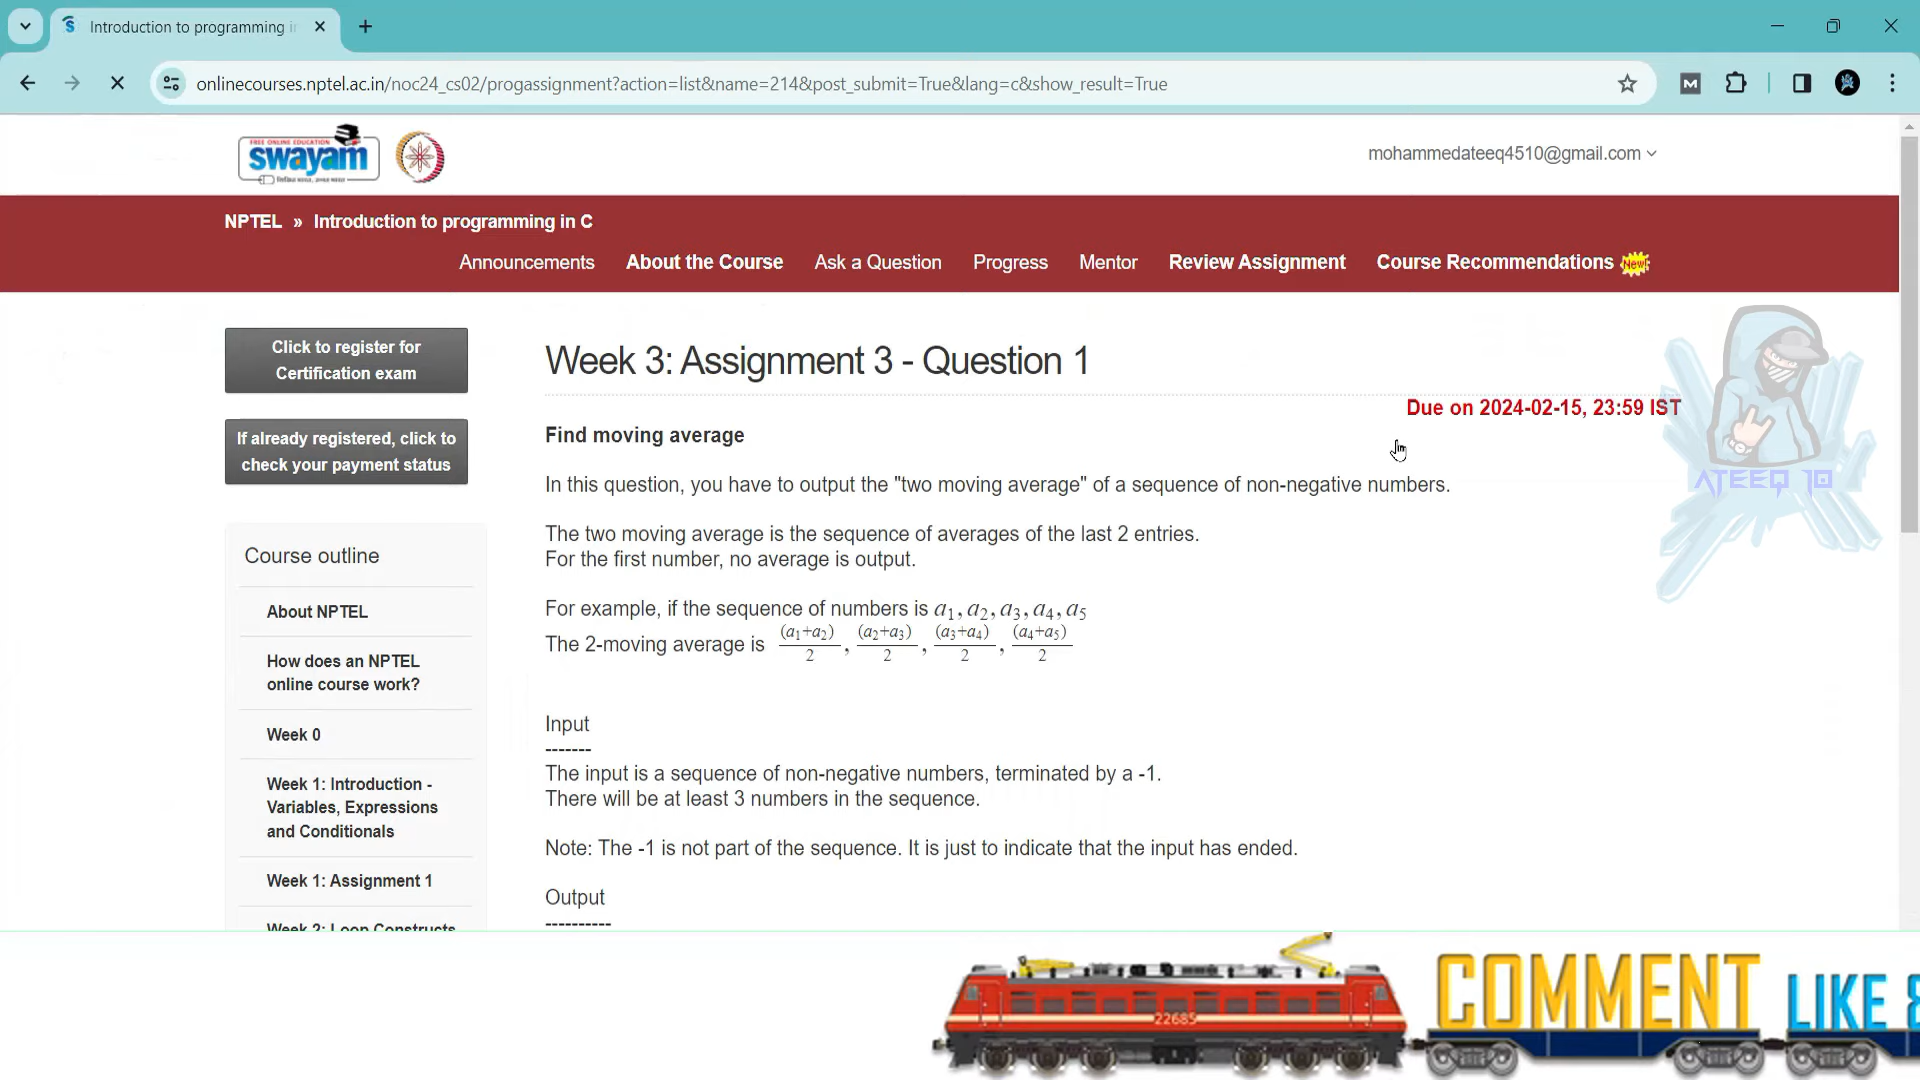 Introduction to programming i
onlinecourses.nptel.ac.in/noc24_cs02/progassignment?action=list&name=214&post_submit=True&lang=c&show_result=True
FREE ONLINE EDUCATION
swayam
mohammedateeq4510@gmail.com
NPTEL » Introduction to programming in C
Announcements About the Course Ask a Question Progress Mentor Review Assignment Course Recommendations New!
Click to register for
Certification exam
If already registered, click to
check your payment status
Course outline
About NPTEL
How does an NPTEL
online course work?
Week 0
Week 1: Introduction -
Variables, Expressions
and Conditionals
Week 1: Assignment 1
Week 2: Loop Constructs
Week 3: Assignment 3 - Question 1
Due on 2024-02-15, 23:59 IST
Find moving average
In this question, you have to output the "two moving average" of a sequence of non-negative numbers.
The two moving average is the sequence of averages of the last 2 entries.
For the first number, no average is output.
For example, if the sequence of numbers is a1, a2, a3, a4, a5
The 2-moving average is (a1+a2)/2, (a2+a3)/2, (a3+a4)/2, (a4+a5)/2
Input
-------
The input is a sequence of non-negative numbers, terminated by a -1.
There will be at least 3 numbers in the sequence.
Note: The -1 is not part of the sequence. It is just to indicate that the input has ended.
Output
----------
ATEEQ 10
22685
COMMENT LIKE &